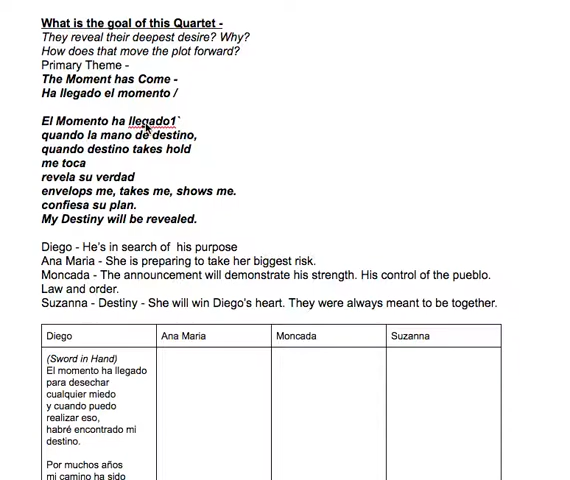 What is the goal of this Quartet -
They reveal their deepest desire? Why?
How does that move the plot forward?
Primary Theme -
The Moment has Come -
Ha llegado el momento /
El Momento ha llegado1`
quando la mano de destino,
quando destino takes hold
me toca
revela su verdad
envelops me, takes me, shows me.
confiesa su plan.
My Destiny will be revealed.
Diego - He's in search of  his purpose
Ana Maria - She is preparing to take her biggest risk.
Moncada - The announcement will demonstrate his strength. His control of the pueblo.
Law and order.
Suzanna - Destiny - She will win Diego's heart. They were always meant to be together.
Diego
Ana Maria
Moncada
Suzanna
(Sword in Hand)
El momento ha llegado
para desechar
cualquier miedo
y cuando puedo
realizar eso,
habré encontrado mi
destino.
Por muchos años
mi camino ha sido